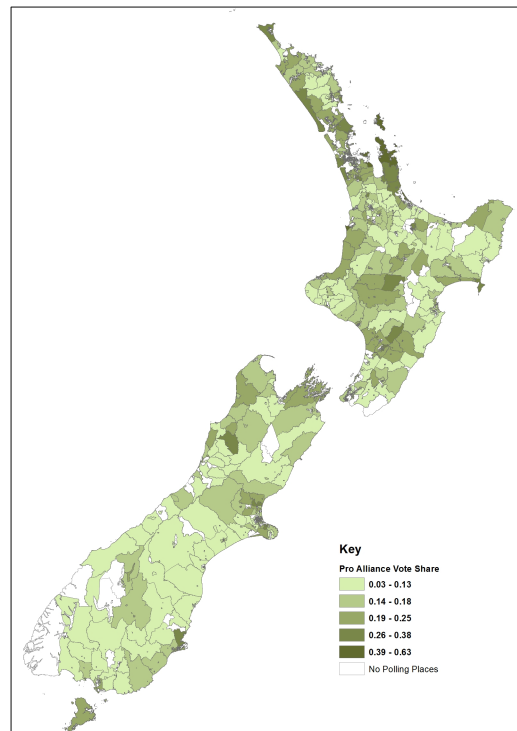 Key
Pro Alliance Vote Share
0.03 - 0.13
0.14 - 0.18
0.19 - 0.25
0.26 - 0.38
0.39 - 0.63
No Polling Places